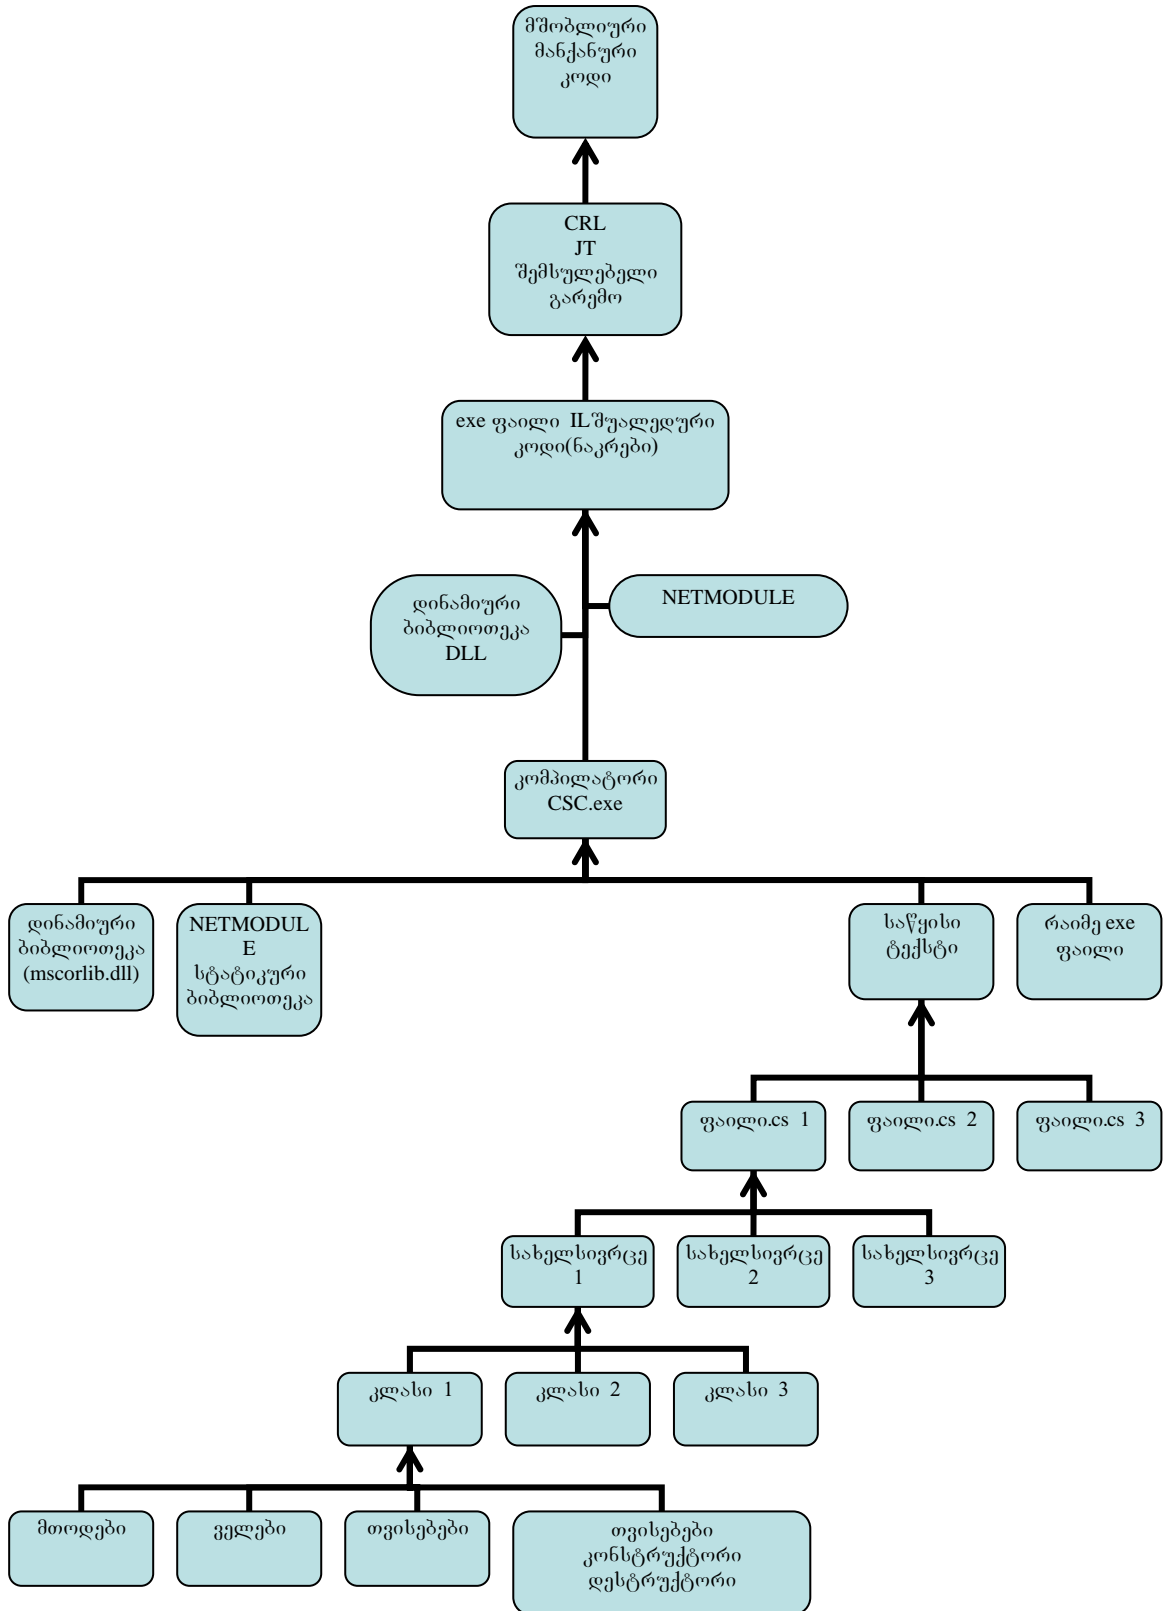 მშობლიური
მანქანური
კოდი
CRL
JT
შემსულებელი
გარემო
exe ფაილი IL შუალედური
კოდი(ნაკრები)
დინამიური
ბიბლიოთეკა
DLL
NETMODULE
კომპილატორი
CSC.exe
დინამიური
ბიბლიოთეკა
(mscorlib.dll)
NETMODUL
E
სტატიკური
ბიბლიოთეკა
საწყისი
ტექსტი
რაიმე exe
ფაილი
ფაილი.cs 1
ფაილი.cs 2
ფაილი.cs 3
სახელსივრცე
1
სახელსივრცე
2
სახელსივრცე
3
კლასი 1
კლასი 2
კლასი 3
მთოდები
ველები
თვისებები
თვისებები
კონსტრუქტორი
დესტრუქტორი